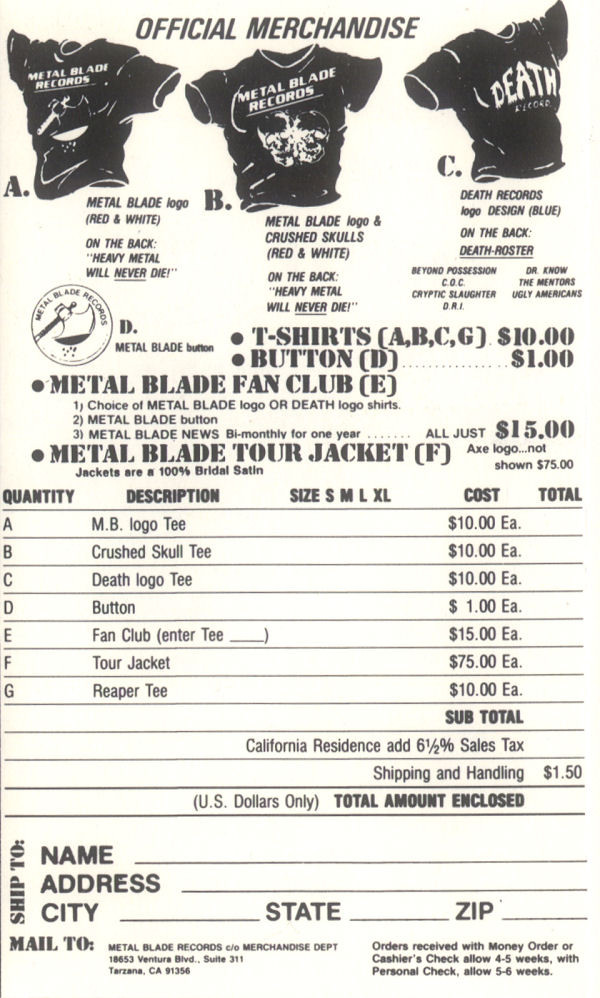 OFFICIAL MERCHANDISE
METAL BLADE
RECORDS
METAL BLADE
RECORDS
DEATH
RECORD
A.
METAL BLADE logo
(RED & WHITE)
ON THE BACK:
"HEAVY METAL
WILL NEVER DIE!"
B.
METAL BLADE logo &
CRUSHED SKULLS
(RED & WHITE)
ON THE BACK:
"HEAVY METAL
WILL NEVER DIE!"
C.
DEATH RECORDS
logo DESIGN (BLUE)
ON THE BACK:
DEATH-ROSTER
BEYOND POSSESSION
C.O.C.
CRYPTIC SLAUGHTER
D.R.I.
DR. KNOW
THE MENTORS
UGLY AMERICANS
METAL BLADE RECORDS
D.
METAL BLADE button
● T-SHIRTS (A,B,C,G) $10.00
● BUTTON (D) .............. $1.00
● METAL BLADE FAN CLUB (E)
1) Choice of METAL BLADE logo OR DEATH logo shirts.
2) METAL BLADE button
3) METAL BLADE NEWS Bi-monthly for one year ....... ALL JUST $15.00
● METAL BLADE TOUR JACKET (F) Axe logo...not
shown $75.00
Jackets are a 100% Bridal Satin
QUANTITY DESCRIPTION SIZE S M L XL COST TOTAL
A M.B. logo Tee $10.00 Ea.
B Crushed Skull Tee $10.00 Ea.
C Death logo Tee $10.00 Ea.
D Button $ 1.00 Ea.
E Fan Club (enter Tee ____) $15.00 Ea.
F Tour Jacket $75.00 Ea.
G Reaper Tee $10.00 Ea.
SUB TOTAL
California Residence add 6½% Sales Tax
Shipping and Handling $1.50
(U.S. Dollars Only) TOTAL AMOUNT ENCLOSED
SHIP TO:
NAME
ADDRESS
CITY STATE ZIP
MAIL TO: METAL BLADE RECORDS c/o MERCHANDISE DEPT
18653 Ventura Blvd., Suite 311
Tarzana, CA 91356
Orders received with Money Order or
Cashier's Check allow 4-5 weeks, with
Personal Check, allow 5-6 weeks.